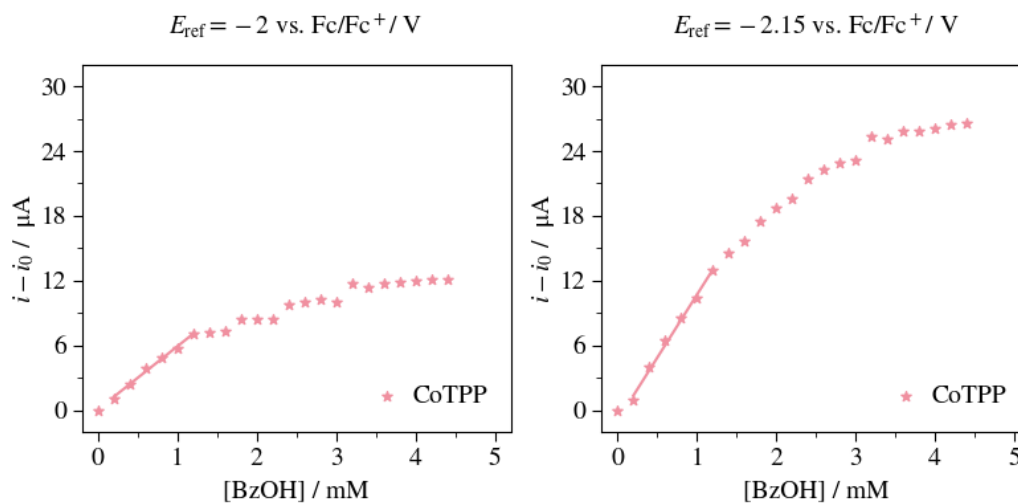 E_ref = −2 vs. Fc/Fc⁺/ V
30
24
18
12
6
0
i − i₀ / μA
CoTPP
0 1 2 3 4 5
[BzOH] / mM
E_ref = −2.15 vs. Fc/Fc⁺/ V
30
24
18
12
6
0
i − i₀ / μA
CoTPP
0 1 2 3 4 5
[BzOH] / mM